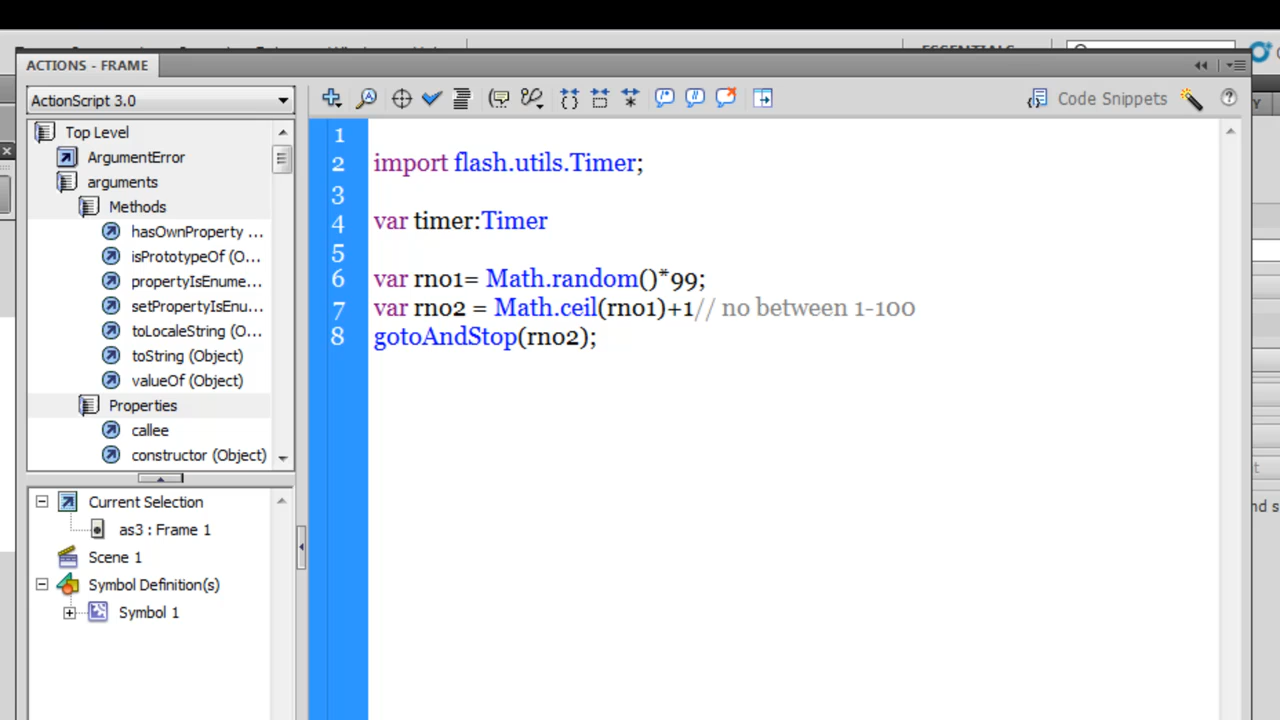 ESSENTIALS
ACTIONS - FRAME
ActionScript 3.0
Code Snippets
Top Level
ArgumentError
arguments
Methods
hasOwnProperty ...
isPrototypeOf (O...
propertyIsEnume...
setPropertyIsEnu...
toLocaleString (O...
toString (Object)
valueOf (Object)
Properties
callee
constructor (Object)
Current Selection
as3 : Frame 1
Scene 1
Symbol Definition(s)
Symbol 1
1
2 import flash.utils.Timer;
3
4 var timer:Timer
5
6 var rno1= Math.random()*99;
7 var rno2 = Math.ceil(rno1)+1// no between 1-100
8 gotoAndStop(rno2);